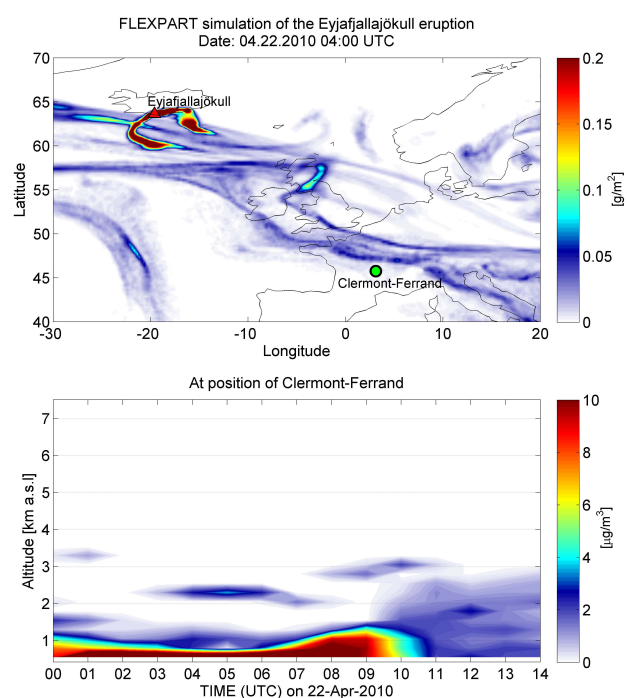 FLEXPART simulation of the Eyjafjallajökull eruption
Date: 04.22.2010 04:00 UTC
70
65
60
55
50
45
40
Latitude
Eyjafjallajökull
Clermont-Ferrand
-30 -20 -10 0 10 20
Longitude
0.2
0.15
0.1
0.05
0
[g/m²]
At position of Clermont-Ferrand
7
6
5
4
3
2
1
Altitude [km a.s.l]
00 01 02 03 04 05 06 07 08 09 10 11 12 13 14
TIME (UTC) on 22-Apr-2010
10
8
6
4
2
0
[μg/m³]